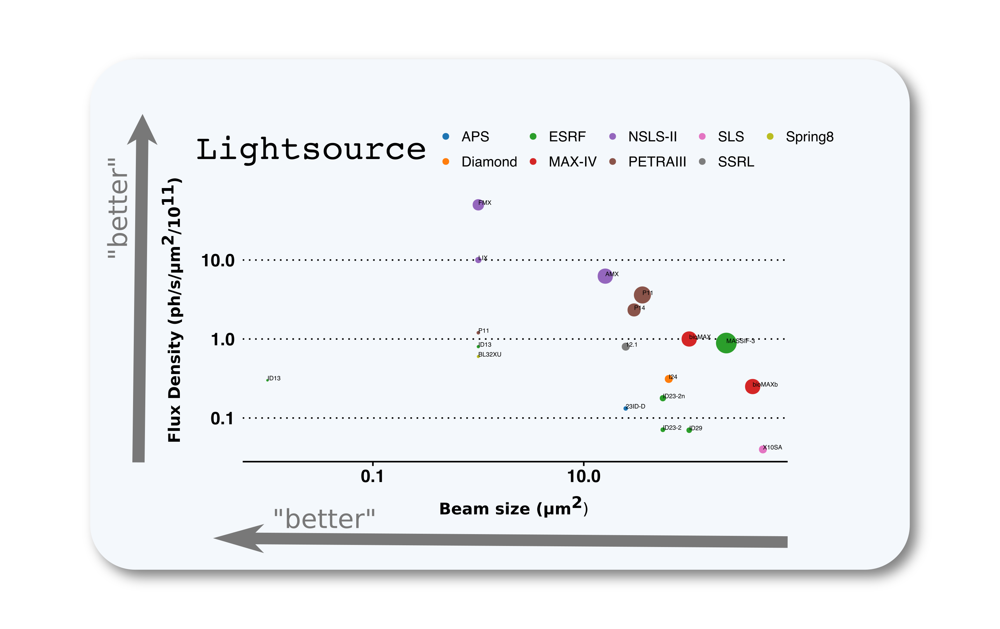 Lightsource
APS ESRF NSLS-II SLS Spring8
Diamond MAX-IV PETRAIII SSRL
"better"
Flux Density (ph/s/μm²/10¹¹)
FMX
10.0
LIX
AMX
P11
P14
P11
1.0
bioMAX
MASSIF-3
ID13
12.1
BL32XU
ID13
I24
bioMAXb
ID23-2n
23ID-D
0.1
ID23-2
ID29
X10SA
0.1 10.0
Beam size (μm²)
"better"